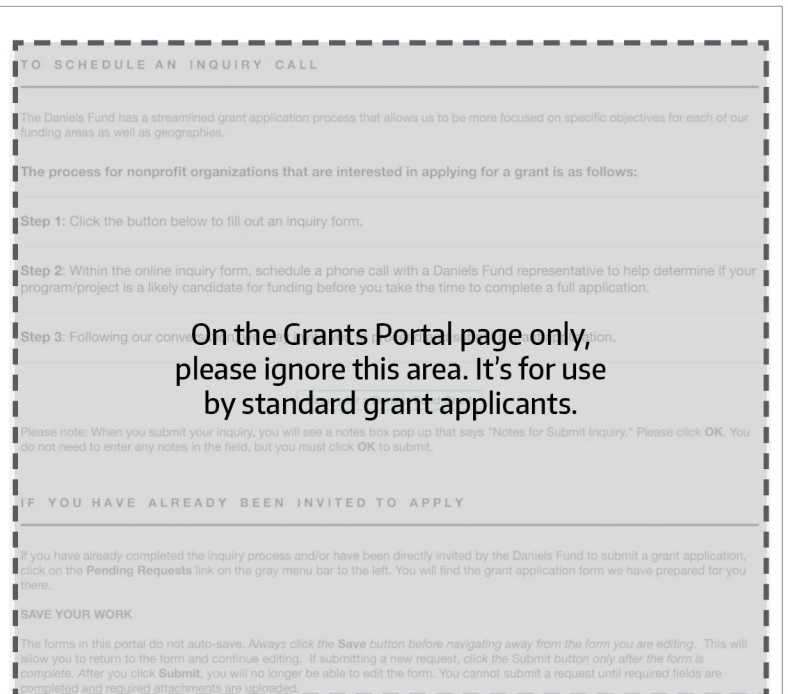 TO SCHEDULE AN INQUIRY CALL
The Daniels Fund has a streamlined grant application process that allows us to be more focused on specific objectives for each of our
funding areas as well as geographies.
The process for nonprofit organizations that are interested in applying for a grant is as follows:
Step 1: Click the button below to fill out an inquiry form.
Step 2: Within the online inquiry form, schedule a phone call with a Daniels Fund representative to help determine if your
program/project is a likely candidate for funding before you take the time to complete a full application.
Step 3: Following our
On the Grants Portal page only,
please ignore this area. It's for use
by standard grant applicants.
Please note: When you submit your inquiry, you will see a notes box pop up that says "Notes for Submit Inquiry." Please click OK. You
do not need to enter any notes in the field, but you must click OK to submit.
IF YOU HAVE ALREADY BEEN INVITED TO APPLY
If you have already completed the inquiry process and/or have been directly invited by the Daniels Fund to submit a grant application,
click on the Pending Requests link on the gray menu bar to the left. You will find the grant application form we have prepared for you
there.
SAVE YOUR WORK
The forms in this portal do not auto-save. Always click the Save button before navigating away from the form you are editing. This will
allow you to return to the form and continue editing. If submitting a new request, click the Submit button only after the form is
complete. After you click Submit, you will no longer be able to edit the form. You cannot submit a request until required fields are
completed and required attachments are uploaded.